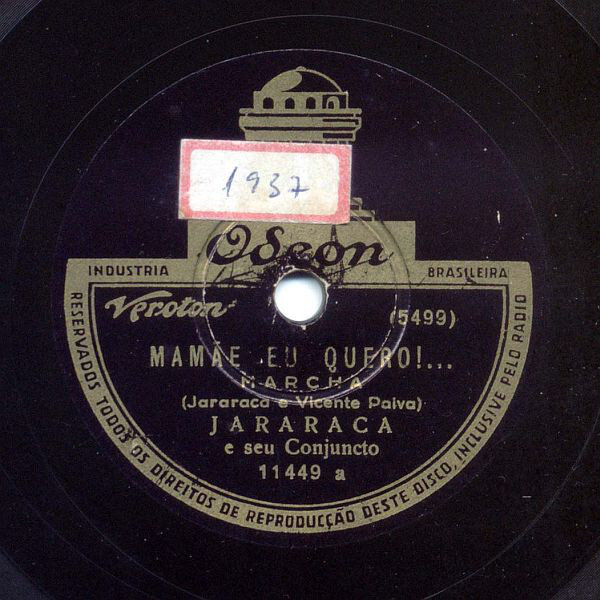 1937
Odeon
INDUSTRIA BRASILEIRA
Veroton
(5499)
MAMÃE EU QUERO!...
MARCHA
(Jararaca e Vicente Paiva)
JARARACA
e seu Conjuncto
11449 a
RESERVADOS TODOS OS DIREITOS DE REPRODUCÇÃO DESTE DISCO, INCLUSIVE PELO RADIO